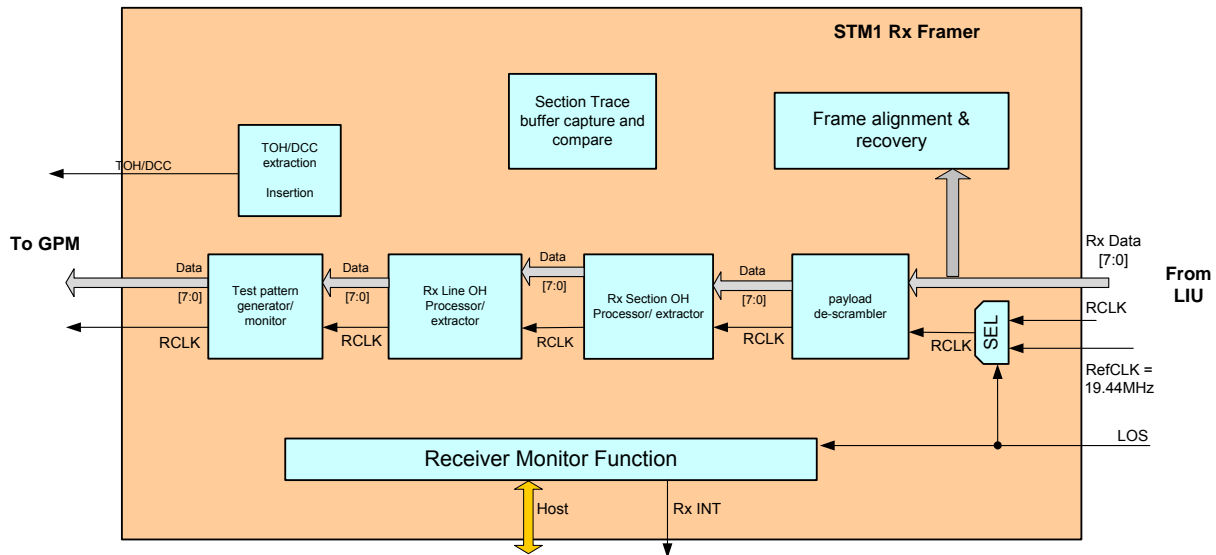 STM1 Rx Framer
Section Trace
buffer capture and
compare
Frame alignment &
recovery
TOH/DCC
extraction
Insertion
TOH/DCC
To GPM
Data
[7:0]
Test pattern
generator/
monitor
RCLK
Data
[7:0]
Rx Line OH
Processor/
extractor
RCLK
Data
[7:0]
Rx Section OH
Processor/ extractor
RCLK
Data
[7:0]
payload
de-scrambler
RCLK
RCLK
SEL
Rx Data
[7:0]
From
LIU
RCLK
RefCLK =
19.44MHz
LOS
Receiver Monitor Function
Host
Rx INT